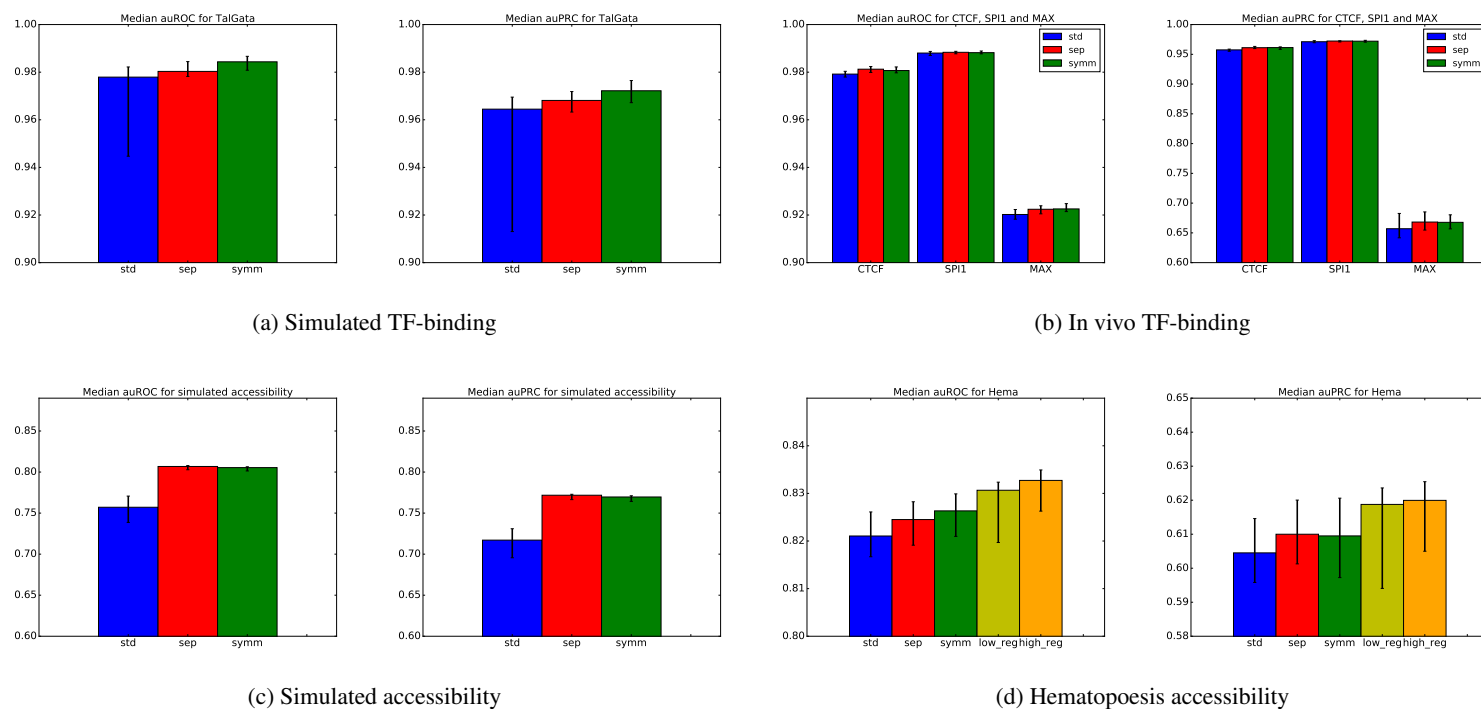 Median auROC for TalGata
1.00
0.98
0.96
0.94
0.92
0.90
std sep symm
Median auPRC for TalGata
1.00
0.98
0.96
0.94
0.92
0.90
std sep symm
(a) Simulated TF-binding
Median auROC for CTCF, SPI1 and MAX
1.00
0.98
0.96
0.94
0.92
0.90
std
sep
symm
CTCF SPI1 MAX
Median auPRC for CTCF, SPI1 and MAX
1.00
0.95
0.90
0.85
0.80
0.75
0.70
0.65
0.60
std
sep
symm
CTCF SPI1 MAX
(b) In vivo TF-binding
Median auROC for simulated accessibility
0.85
0.80
0.75
0.70
0.65
0.60
std sep symm
Median auPRC for simulated accessibility
0.85
0.80
0.75
0.70
0.65
0.60
std sep symm
(c) Simulated accessibility
Median auROC for Hema
0.84
0.83
0.82
0.81
0.80
std sep symm low_reg high_reg
Median auPRC for Hema
0.65
0.64
0.63
0.62
0.61
0.60
0.59
0.58
std sep symm low_reg high_reg
(d) Hematopoesis accessibility